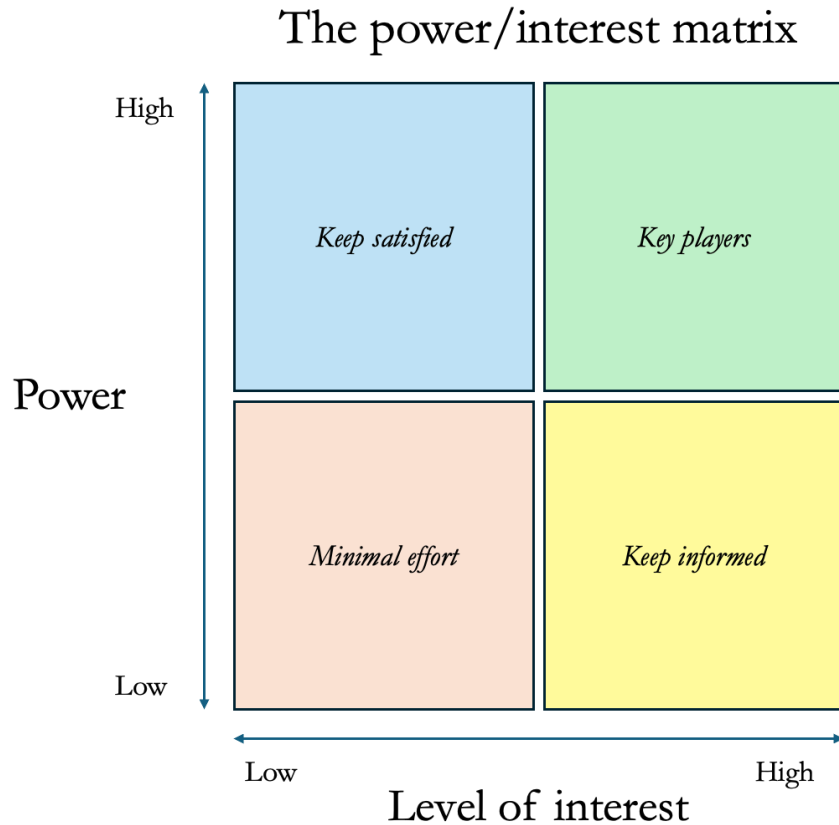 The power/interest matrix
High
Keep satisfied
Key players
Power
Minimal effort
Keep informed
Low
Low
High
Level of interest